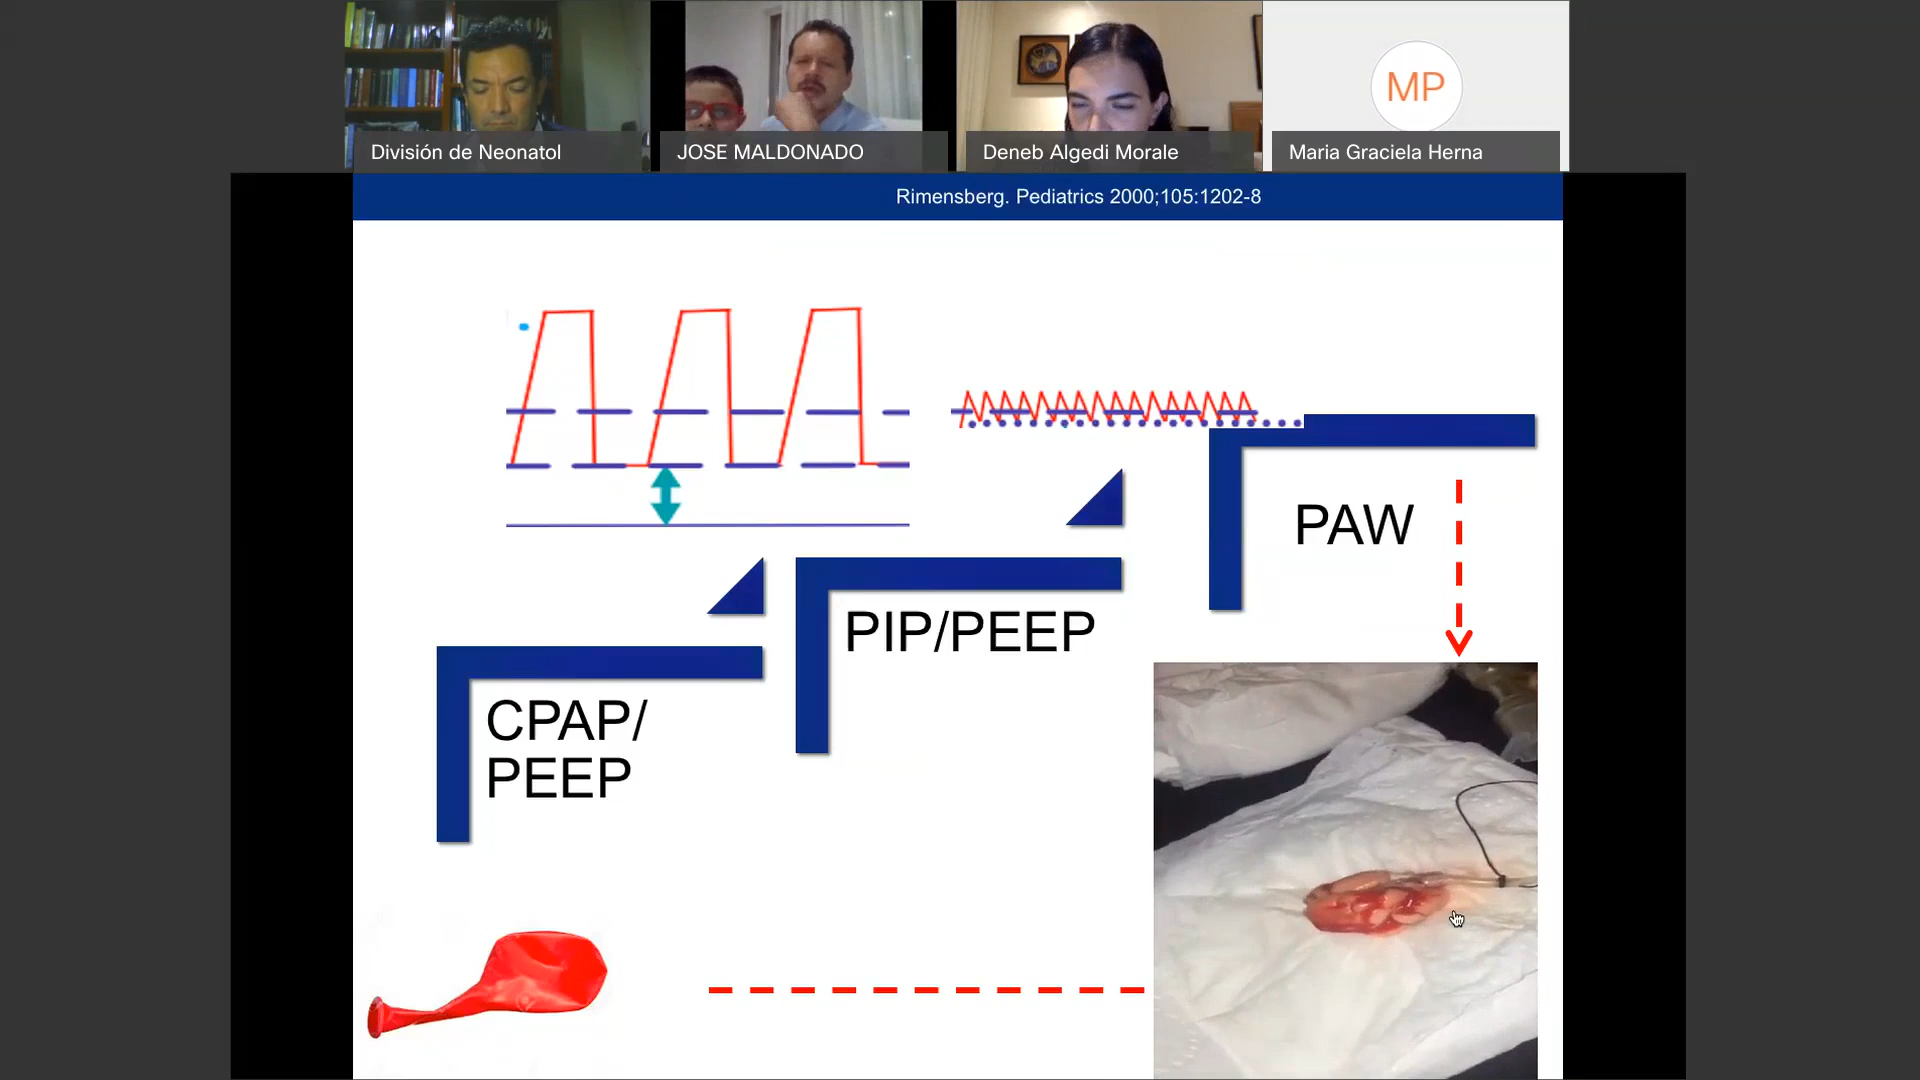 División de Neonatol
JOSE MALDONADO
Deneb Algedi Morale
MP
Maria Graciela Herna
Rimensberg. Pediatrics 2000;105:1202-8
PAW
PIP/PEEP
CPAP/
PEEP